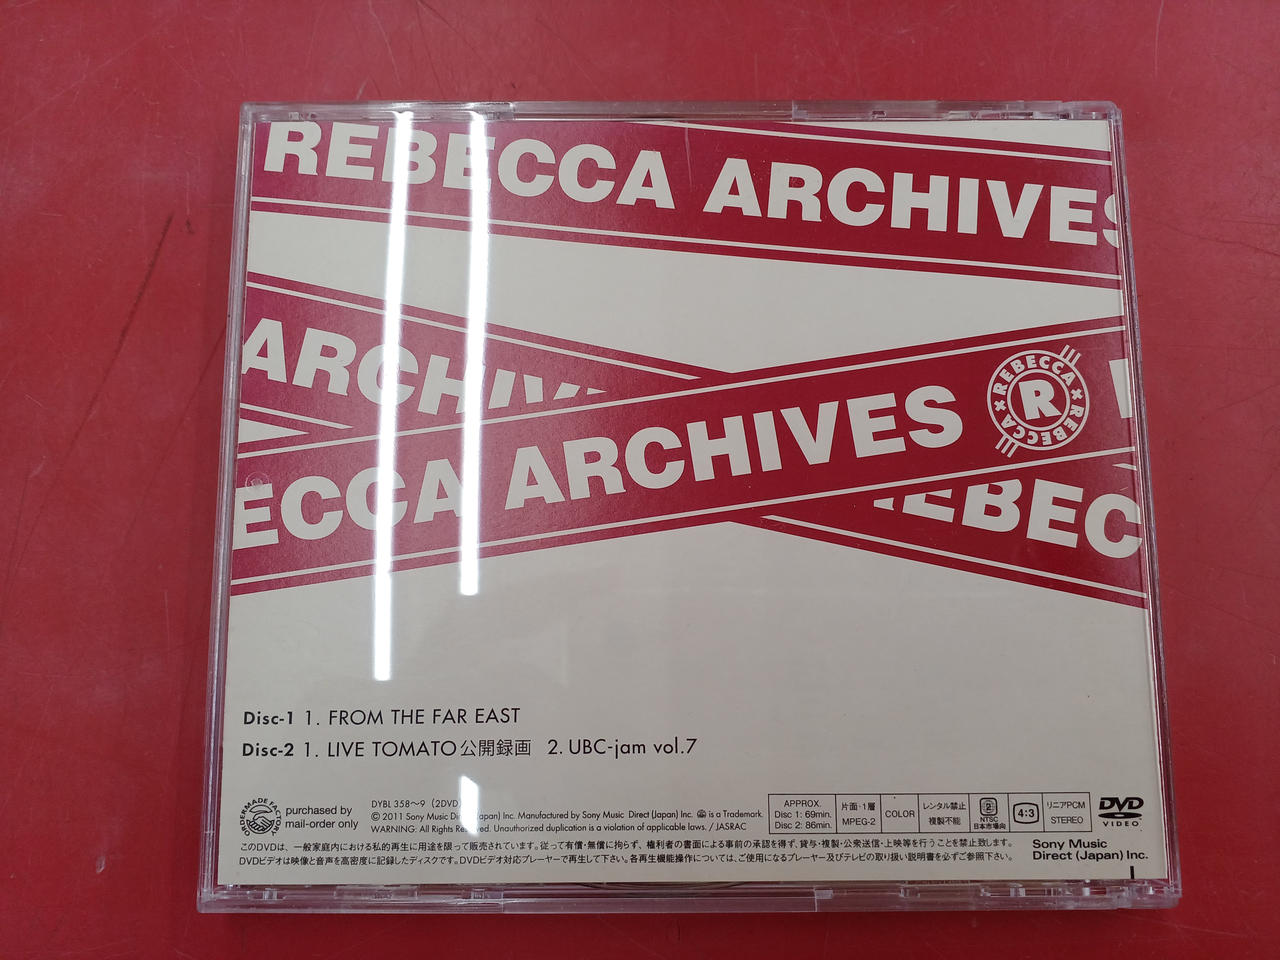 REBECCA ARCHIVES
ARCHIV
ECCA ARCHIVES
REBECCA × REBECCA ×
R
REBEC
Disc-1 1. FROM THE FAR EAST
Disc-2 1. LIVE TOMATO公開録画 2. UBC-jam vol.7
ORDERMADE FACTORY
purchased by
mail-order only
DYBL 358〜9 (2DVD)
© 2011 Sony Music Direct (Japan) Inc. Manufactured by Sony Music Direct (Japan) Inc. is a Trademark.
WARNING: All Rights Reserved. Unauthorized duplication is a violation of applicable laws. / JASRAC
APPROX.
Disc 1: 69min.
Disc 2: 86min.
片面・1層
MPEG-2
COLOR
レンタル禁止
複製不能
2
NTSC
日本市場向
4:3
リニアPCM
STEREO
DVD
VIDEO
このDVDは、一般家庭内における私的再生に用途を限って販売されています。従って有償・無償に拘らず、権利者の書面による事前の承認を得ず、貸与・複製・公衆送信・上映等を行うことを禁止致します。
DVDビデオは映像と音声を高密度に記録したディスクです。DVDビデオ対応プレーヤーで再生して下さい。各再生機能操作については、ご使用になるプレーヤー及びテレビの取り扱い説明書を必ずご参照下さい。
Sony Music
Direct (Japan) Inc.